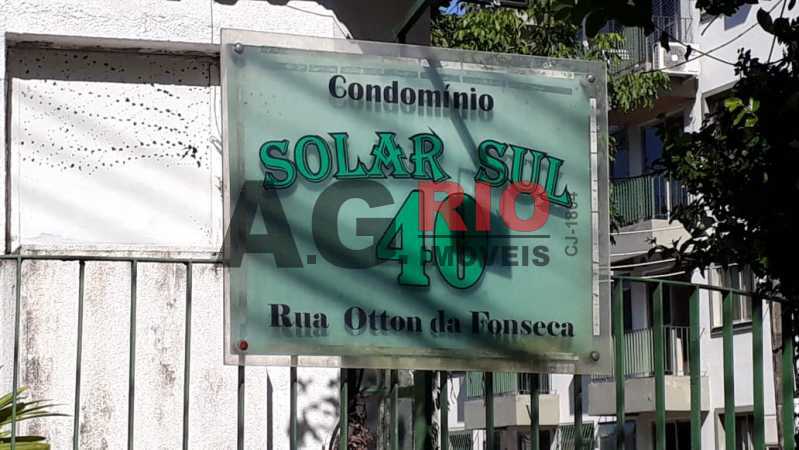 Condomínio
SOLAR SUL
40
Rua Otton da Fonseca
A.G. RIO
IMÓVEIS
CJ-1894